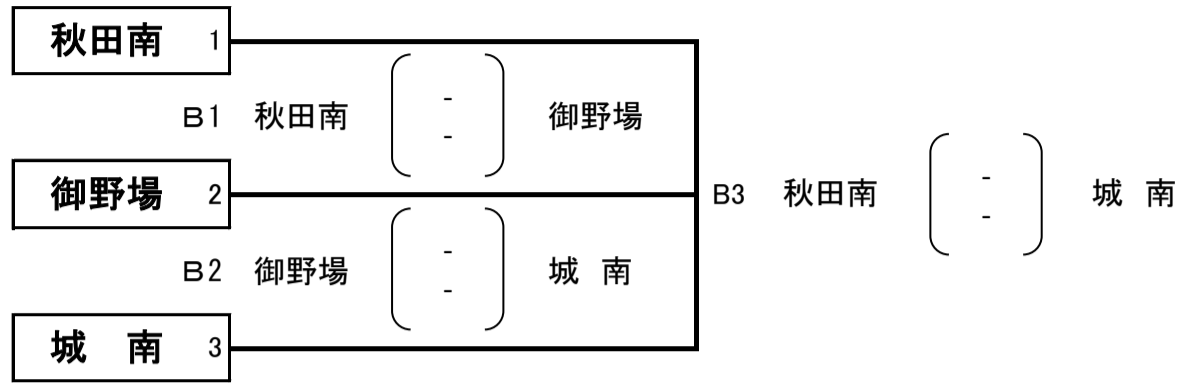 秋田南 1
B1 秋田南 - 御野場
-
御野場 2
B3 秋田南 - 城 南
-
B2 御野場 - 城 南
-
城 南 3